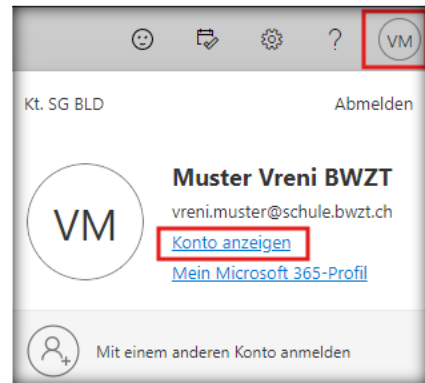 VM
Kt. SG BLD Abmelden
VM
Muster Vreni BWZT
vreni.muster@schule.bwzt.ch
Konto anzeigen
Mein Microsoft 365-Profil
Mit einem anderen Konto anmelden